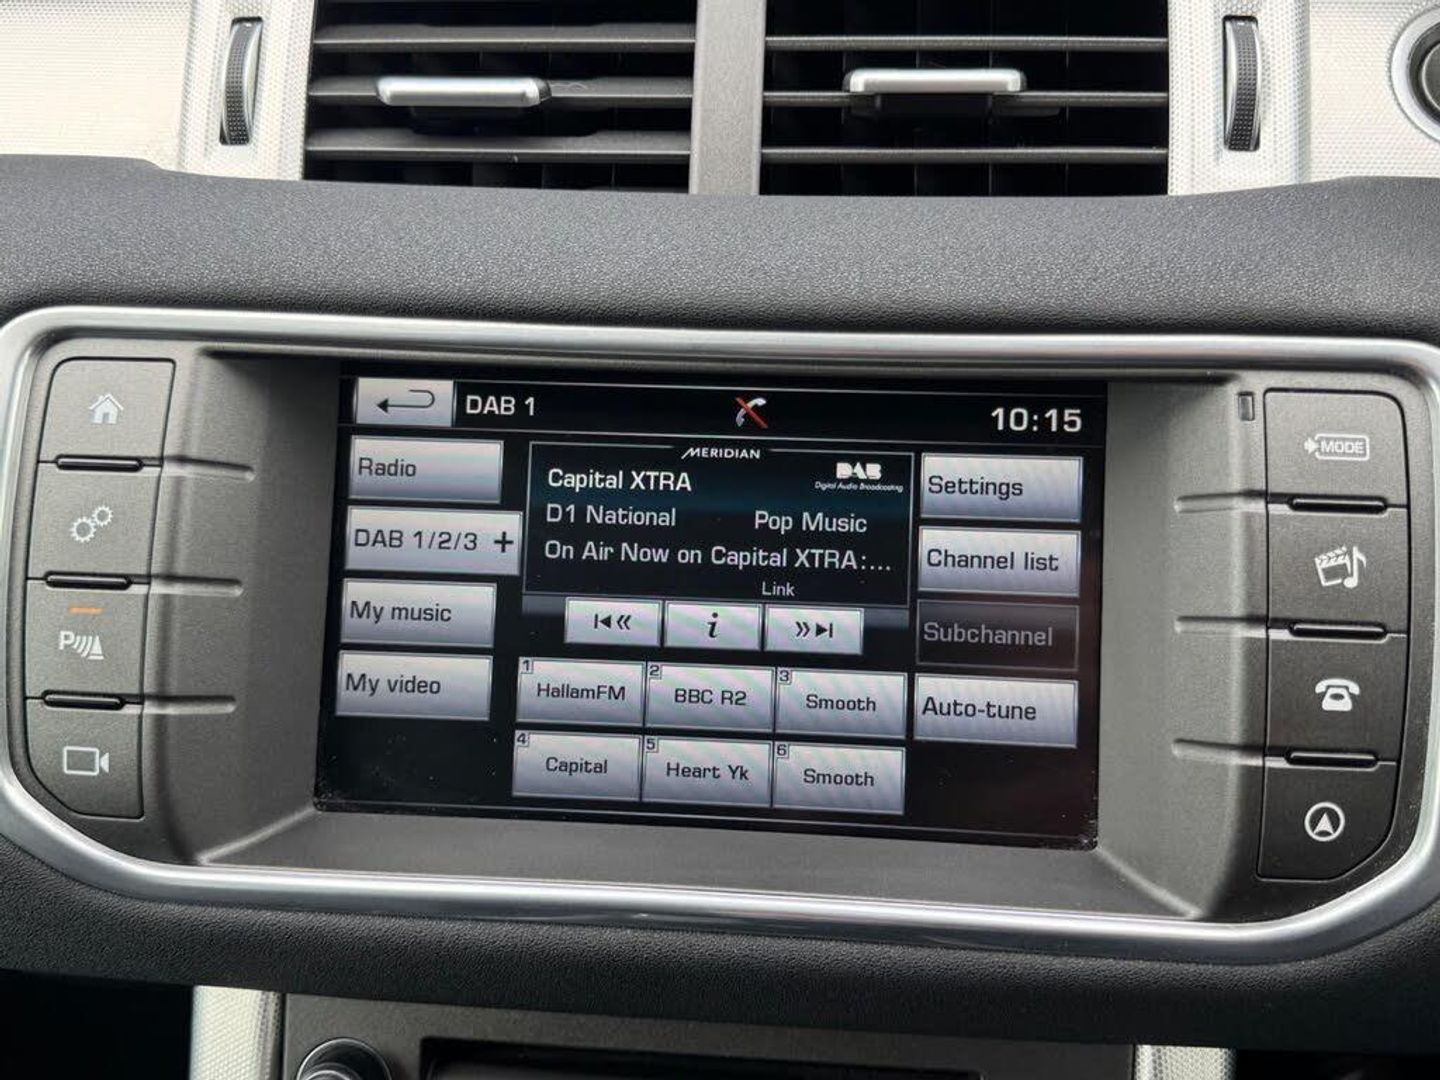 DAB 1
10:15
MERIDIAN
Radio
DAB 1/2/3 +
My music
My video
Capital XTRA
DAB
Digital Audio Broadcasting
D1 National
Pop Music
On Air Now on Capital XTRA:...
Link
i
1 HallamFM
2 BBC R2
3 Smooth
4 Capital
5 Heart Yk
6 Smooth
Settings
Channel list
Subchannel
Auto-tune
P
MODE